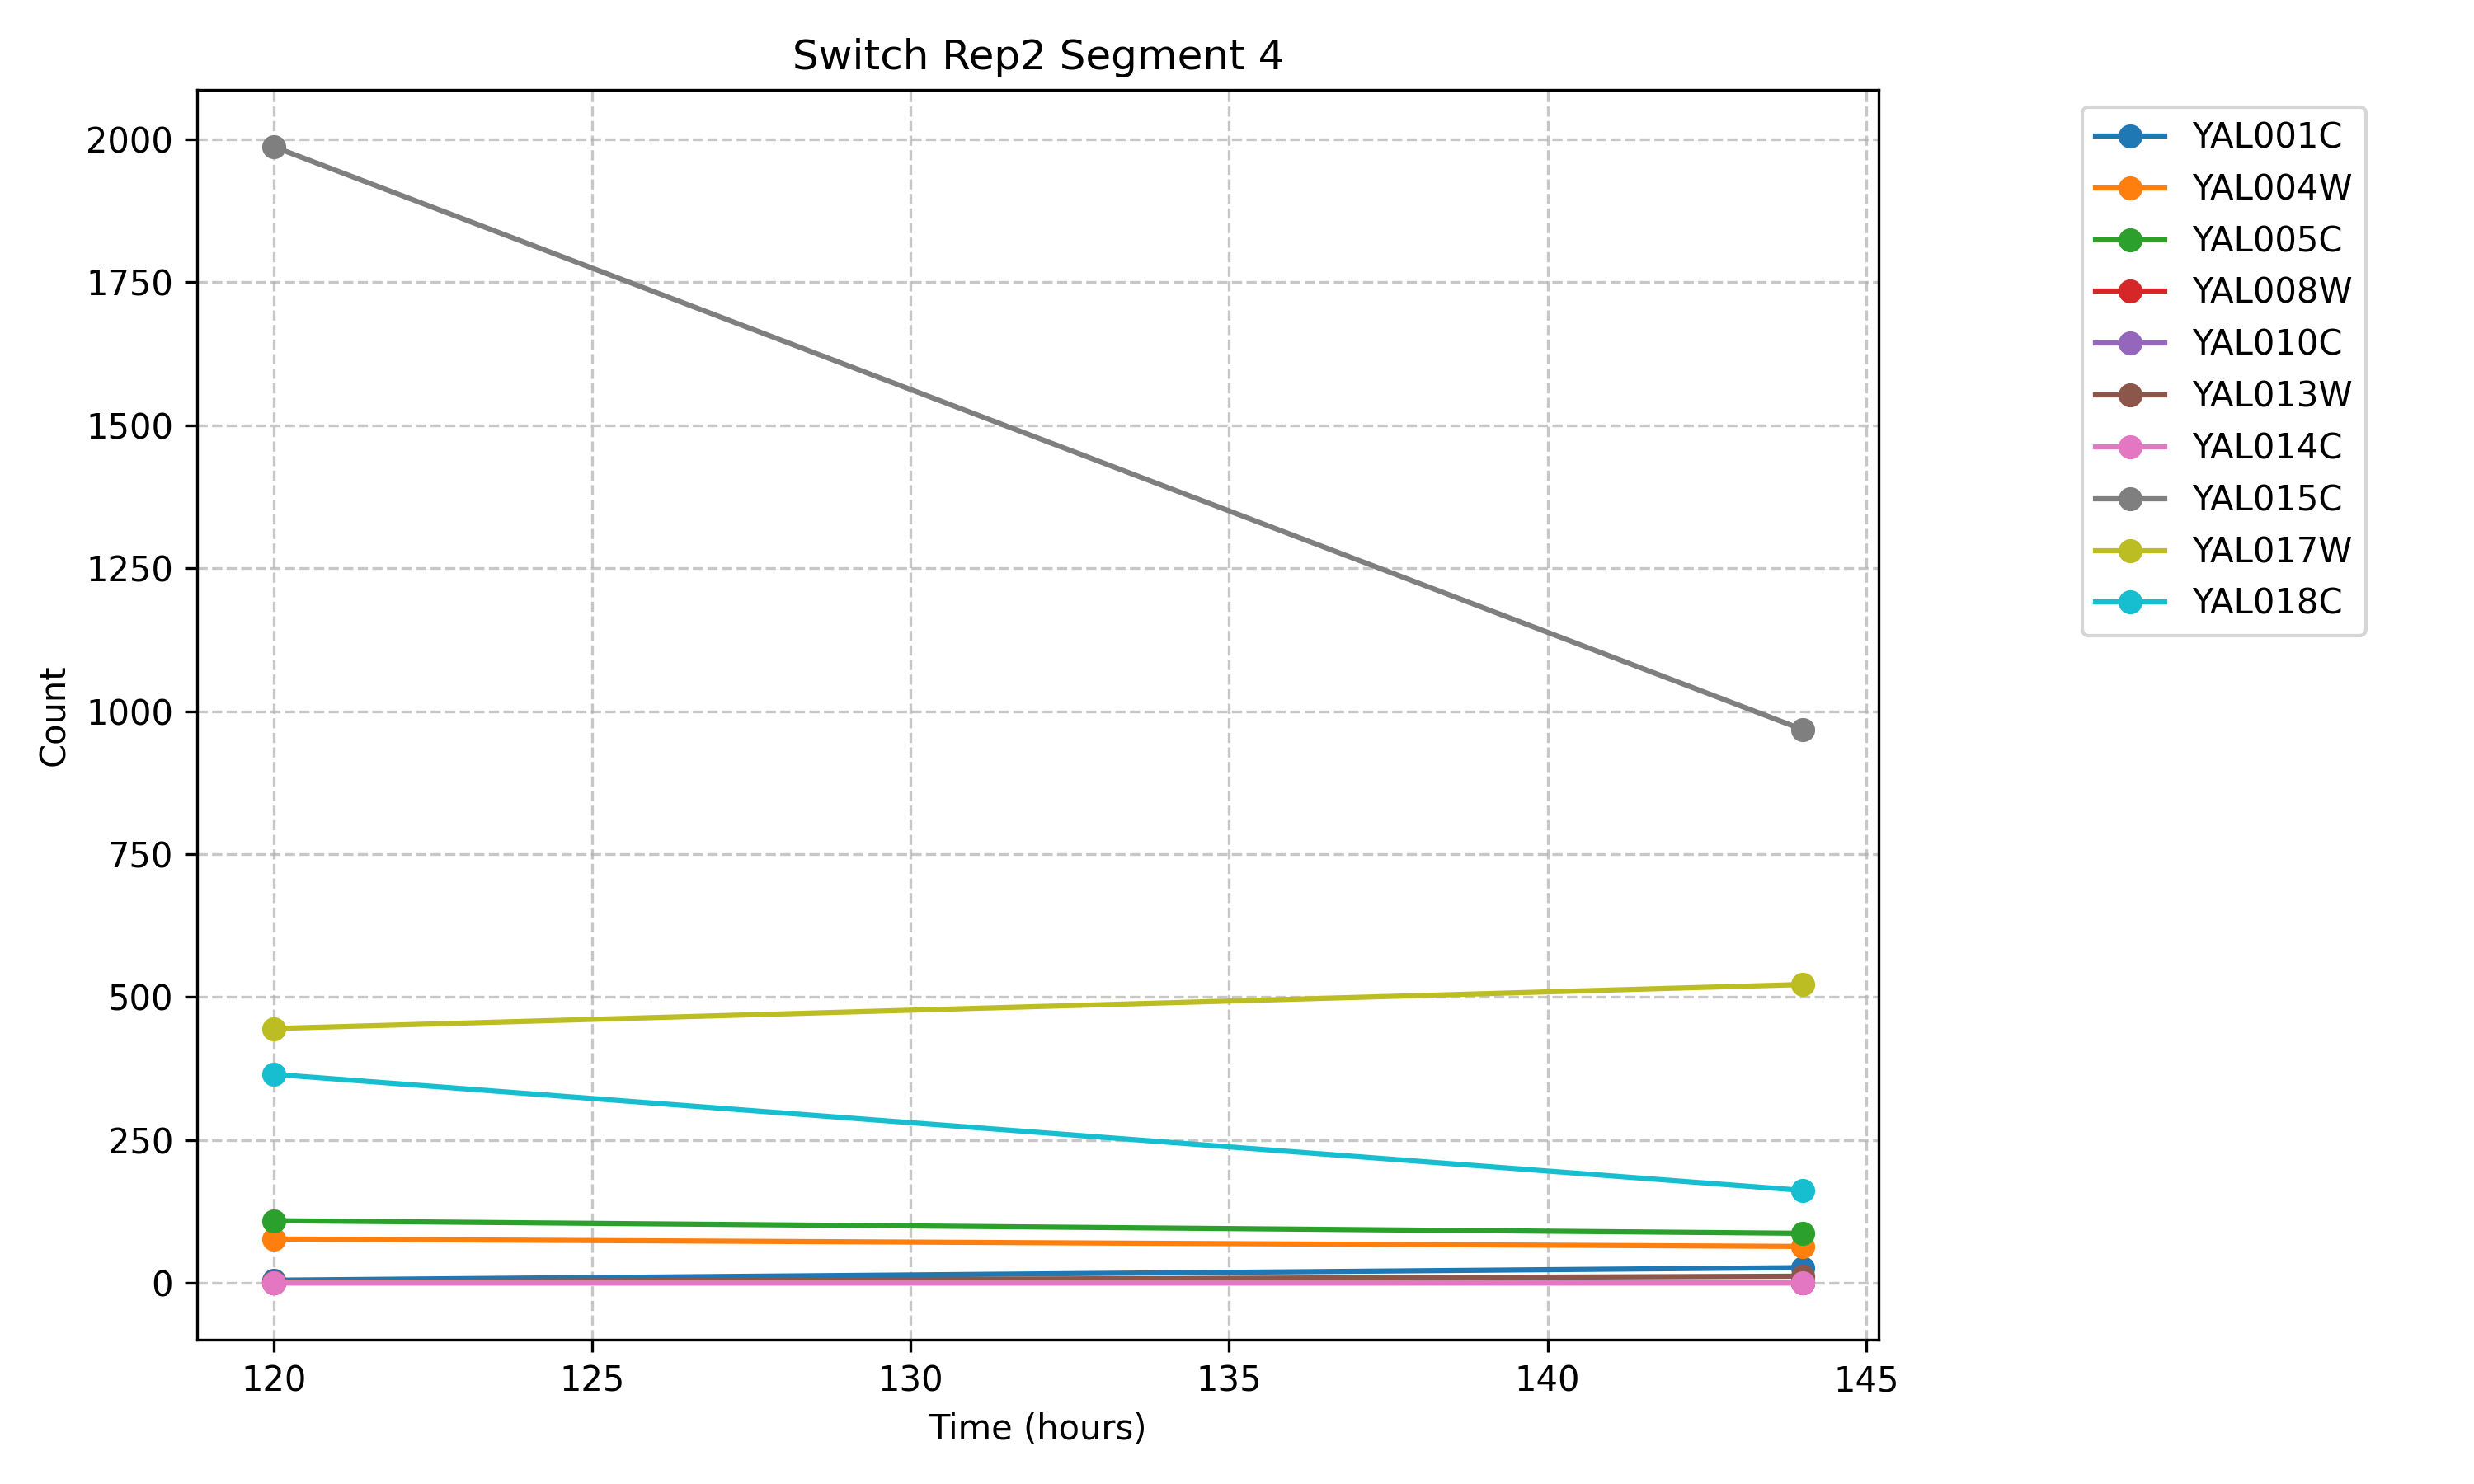 Switch Rep2 Segment 4
2000
1750
1500
1250
1000
750
500
250
0
Count
120 125 130 135 140 145
Time (hours)
YAL001C
YAL004W
YAL005C
YAL008W
YAL010C
YAL013W
YAL014C
YAL015C
YAL017W
YAL018C